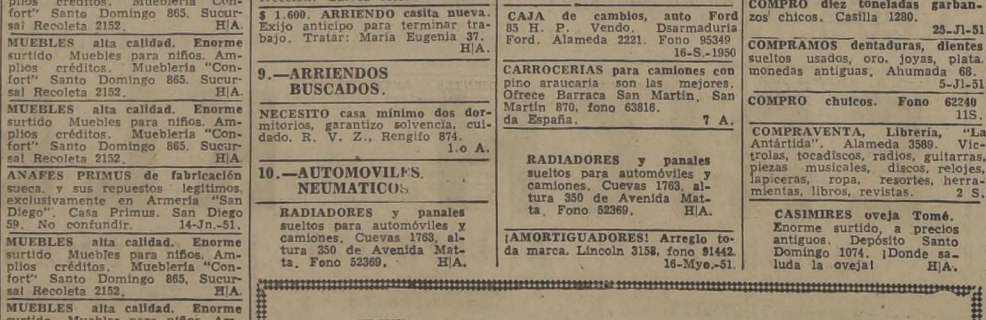 plios créditos. Mueblería "Con-
fort" Santo Domingo 865. Sucur-
sal Recoleta 2152. H|A.
MUEBLES alta calidad. Enorme
surtido Muebles para niños. Am-
plios créditos. Mueblería "Con-
fort" Santo Domingo 865. Sucur-
sal Recoleta 2152. H|A.
MUEBLES alta calidad. Enorme
surtido Muebles para niños. Am-
plios créditos. Mueblería "Con-
fort" Santo Domingo 865. Sucur-
sal Recoleta 2152. H|A.
ANAFES PRIMUS de fabricación
sueca, y sus repuestos legítimos,
exclusivamente en Armería "San
Diego". Casa Primus. San Diego
59. No confundir. 14-Jn.-51.
MUEBLES alta calidad. Enorme
surtido Muebles para niños. Am-
plios créditos. Mueblería "Con-
fort" Santo Domingo 865, Sucur-
sal Recoleta 2152. H|A.
MUEBLES alta calidad. Enorme
surtido Muebles para niños. Am-
$ 1.600. ARRIENDO casita nueva.
Exijo anticipo para terminar tra-
bajo. Tratar: María Eugenia 37.
H|A.
9.—ARRIENDOS
BUSCADOS.
NECESITO casa mínimo dos dor-
mitorios, garantizo solvencia, cui-
dado. R. V. Z., Rengifo 874.
1.o A.
10.—AUTOMOVILES,
NEUMATICOS.
RADIADORES y panales
sueltos para automóviles y
camiones. Cuevas 1763, al-
tura 350 de Avenida Mat-
ta. Fono 52369. H|A.
CAJA de cambios, auto Ford
85 H. P. Vendo. Dsarmaduria
Ford. Alameda 2221. Fono 95349
16-S.-1950
CARROCERIAS para camiones con
pino araucaria son las mejores.
Ofrece Barraca San Martín. San
Martín 870, fono 63816.
da España. 7 A.
RADIADORES y panales
sueltos para automóviles y
camiones. Cuevas 1763, al-
tura 350 de Avenida Mat-
ta. Fono 52369. H|A.
¡AMORTIGUADORES! Arreglo to-
da marca. Lincoln 3158, fono 91442.
16-Myo.-51.
COMPRO diez toneladas garban-
zos chicos. Casilla 1280.
25-Jl-51
COMPRAMOS dentaduras, dientes
sueltos usados, oro, joyas, plata,
monedas antiguas. Ahumada 68.
5-Jl-51
COMPRO chuicos. Fono 62240
11S.
COMPRAVENTA, Librería, "La
Antártida". Alameda 3589. Vic-
trolas, tocadiscos, radios, guitarras,
piezas musicales, discos, relojes,
lapiceras, ropa, resortes, herra-
mientas, libros, revistas. 2 S.
CASIMIRES oveja Tomé.
Enorme surtido, a precios
antiguos. Depósito Santo
Domingo 1074. ¡Donde sa-
luda la oveja! H|A.